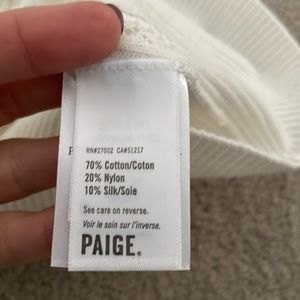 RN#27002 CA#51217
70% Cotton/Coton
20% Nylon
10% Silk/Soie
See care on reverse.
Voir le soin sur l'inverse.
PAIGE®